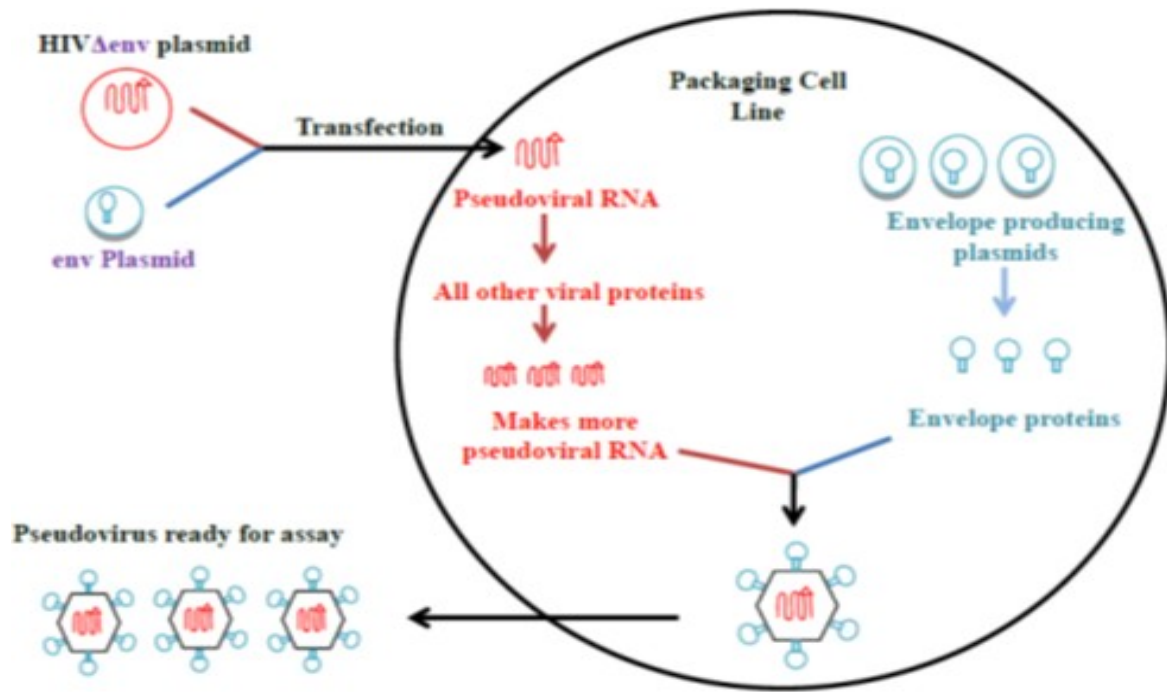 HIVΔenv plasmid
Transfection
env Plasmid
Packaging Cell
Line
Pseudoviral RNA
All other viral proteins
Makes more
pseudoviral RNA
Envelope producing
plasmids
Envelope proteins
Pseudovirus ready for assay